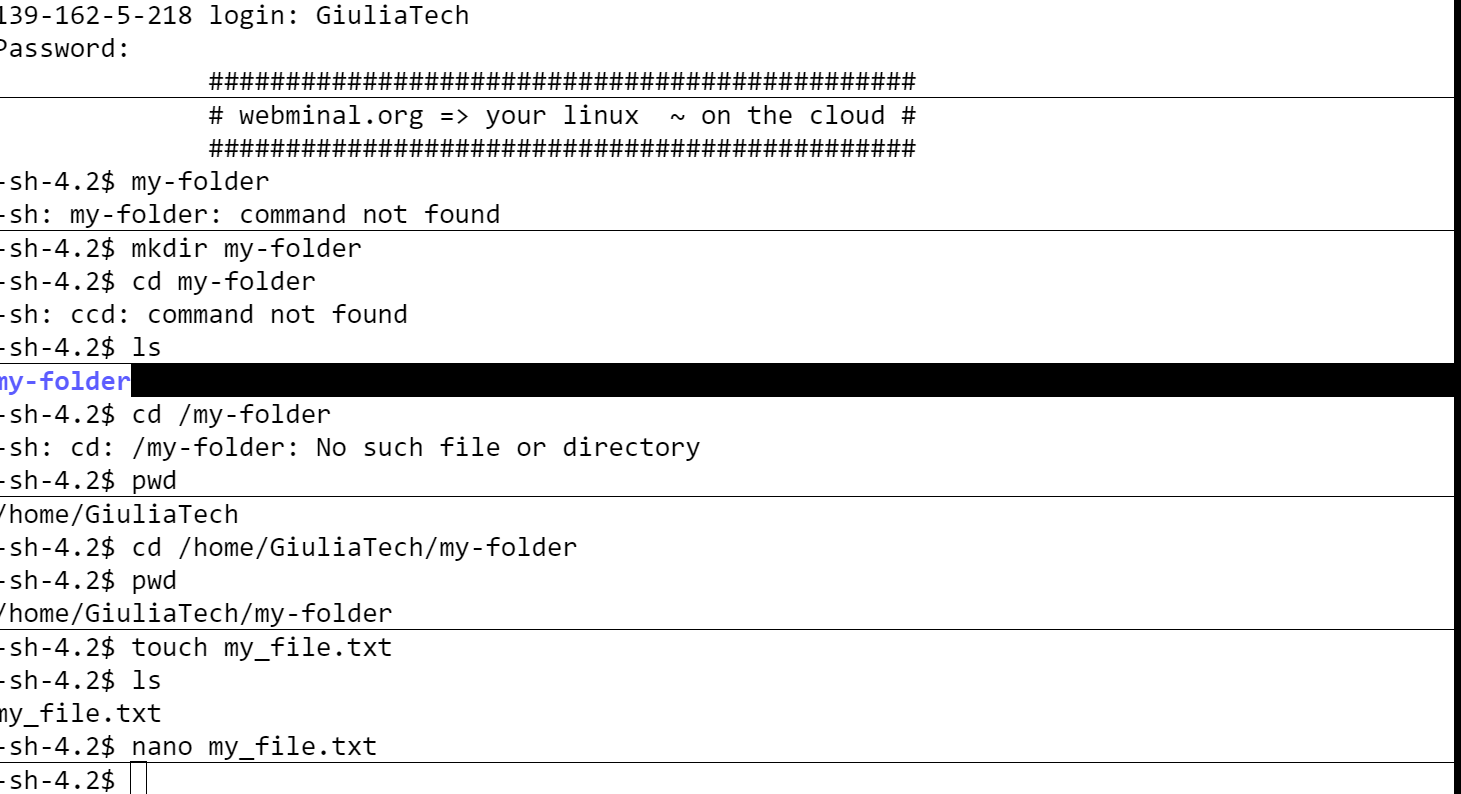 139-162-5-218 login: GiuliaTech
Password:
##############################################
# webminal.org => your linux  ~ on the cloud #
##############################################
-sh-4.2$ my-folder
-sh: my-folder: command not found
-sh-4.2$ mkdir my-folder
-sh-4.2$ cd my-folder
-sh: ccd: command not found
-sh-4.2$ ls
my-folder
-sh-4.2$ cd /my-folder
-sh: cd: /my-folder: No such file or directory
-sh-4.2$ pwd
/home/GiuliaTech
-sh-4.2$ cd /home/GiuliaTech/my-folder
-sh-4.2$ pwd
/home/GiuliaTech/my-folder
-sh-4.2$ touch my_file.txt
-sh-4.2$ ls
my_file.txt
-sh-4.2$ nano my_file.txt
-sh-4.2$